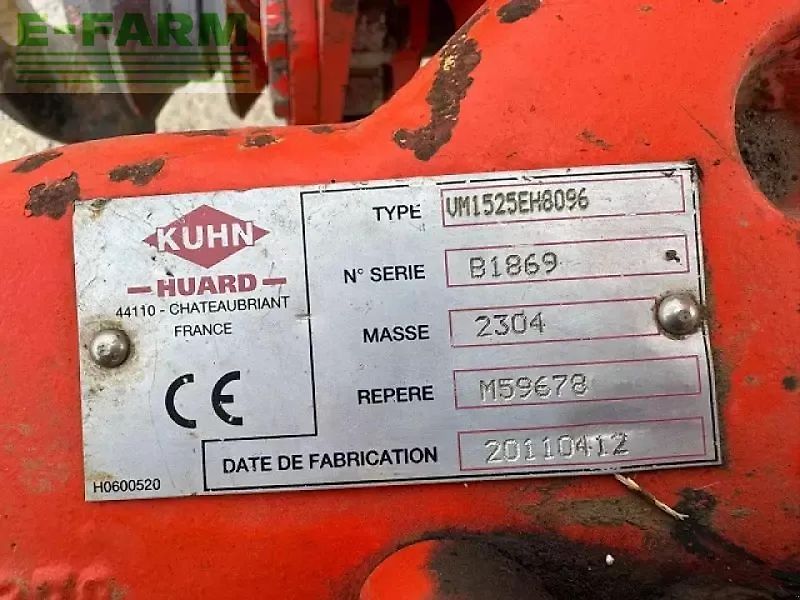 E-FARM
KUHN
HUARD
44110 - CHATEAUBRIANT
FRANCE
CE
H0600520
TYPE VM1525EH8096
N° SERIE B1869
MASSE 2304
REPERE M59678
DATE DE FABRICATION 20110412